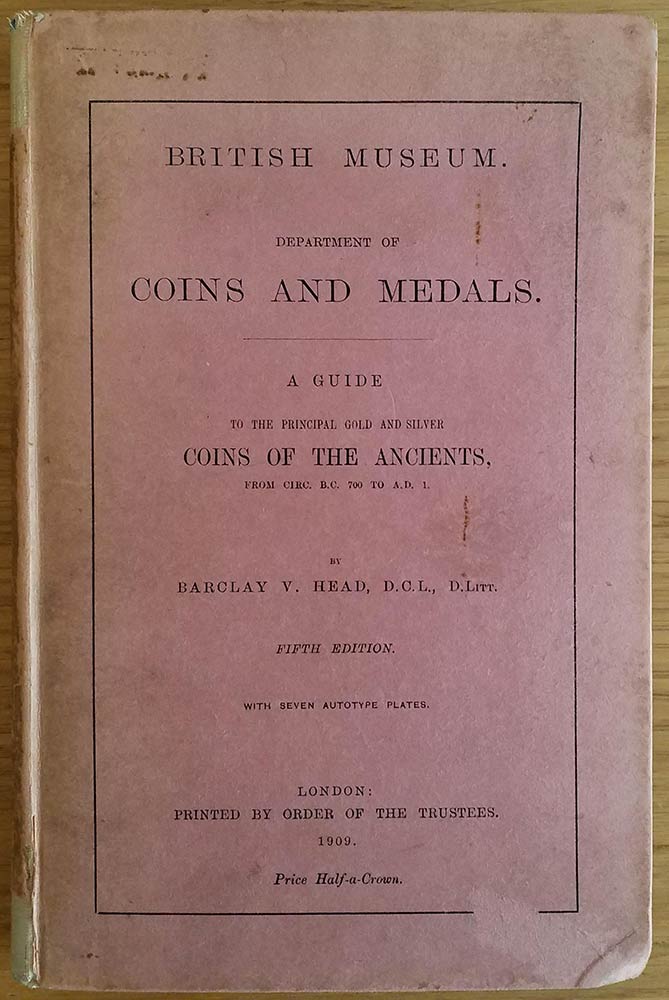 BRITISH MUSEUM.
DEPARTMENT OF
COINS AND MEDALS.
A GUIDE
TO THE PRINCIPAL GOLD AND SILVER
COINS OF THE ANCIENTS,
FROM CIRC. B.C. 700 TO A.D. 1.
BY
BARCLAY V. HEAD, D.C.L., D.LITT.
FIFTH EDITION.
WITH SEVEN AUTOTYPE PLATES.
LONDON:
PRINTED BY ORDER OF THE TRUSTEES.
1909.
Price Half-a-Crown.